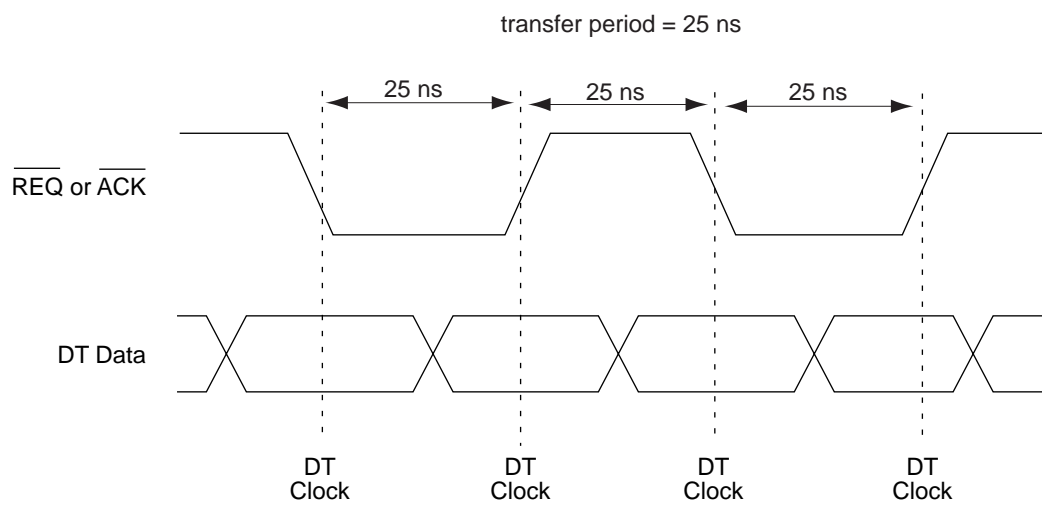 transfer period = 25 ns
25 ns 25 ns 25 ns
REQ or ACK
DT Data
DT DT DT DT
Clock Clock Clock Clock